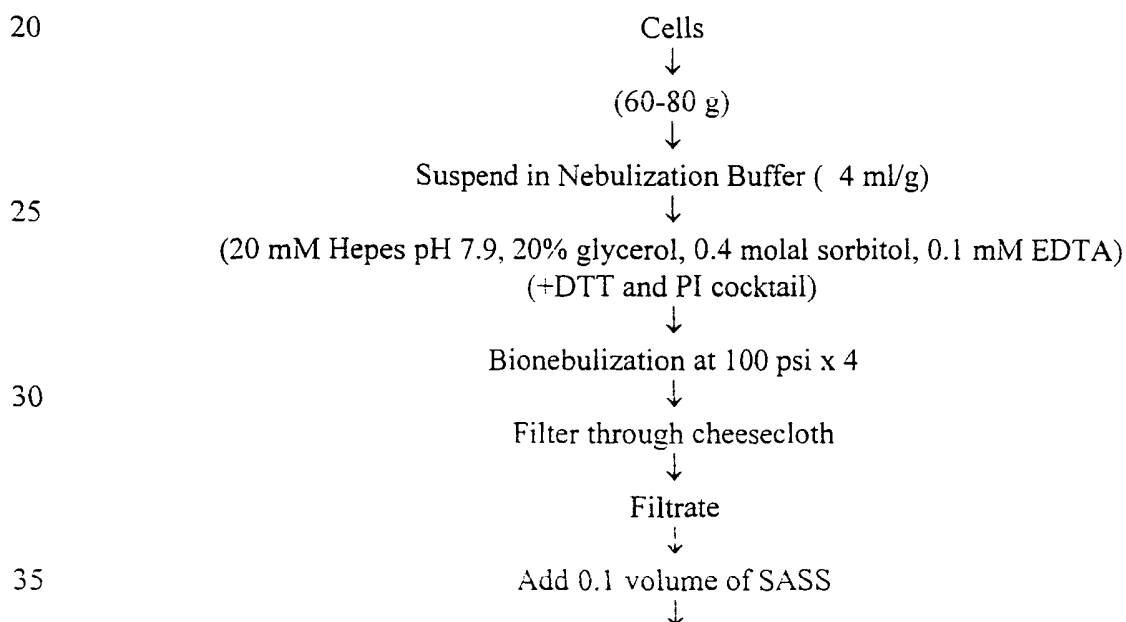 20 Cells
↓
(60-80 g)
↓
Suspend in Nebulization Buffer ( 4 ml/g)
25 ↓
(20 mM Hepes pH 7.9, 20% glycerol, 0.4 molal sorbitol, 0.1 mM EDTA)
(+DTT and PI cocktail)
↓
Bionebulization at 100 psi x 4
30 ↓
Filter through cheesecloth
↓
Filtrate
↓
35 Add 0.1 volume of SASS
↓